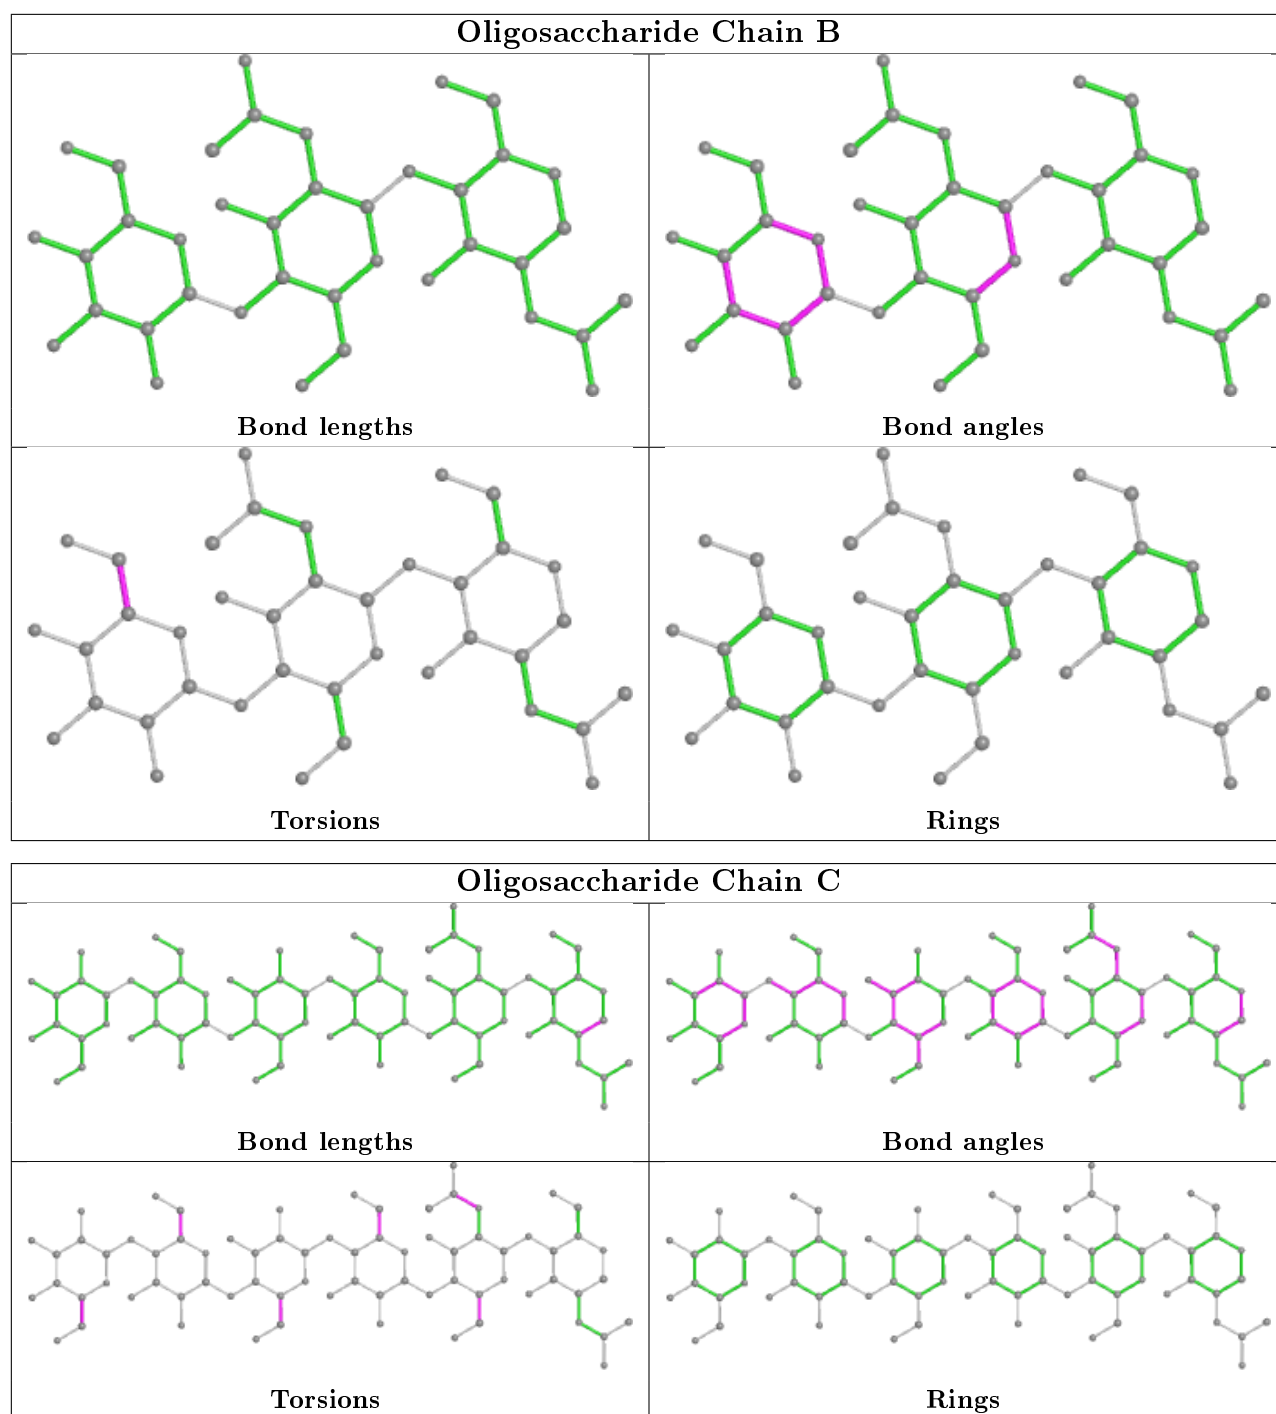 Oligosaccharide Chain B
Bond lengths
Bond angles
Torsions
Rings
Oligosaccharide Chain C
Bond lengths
Bond angles
Torsions
Rings